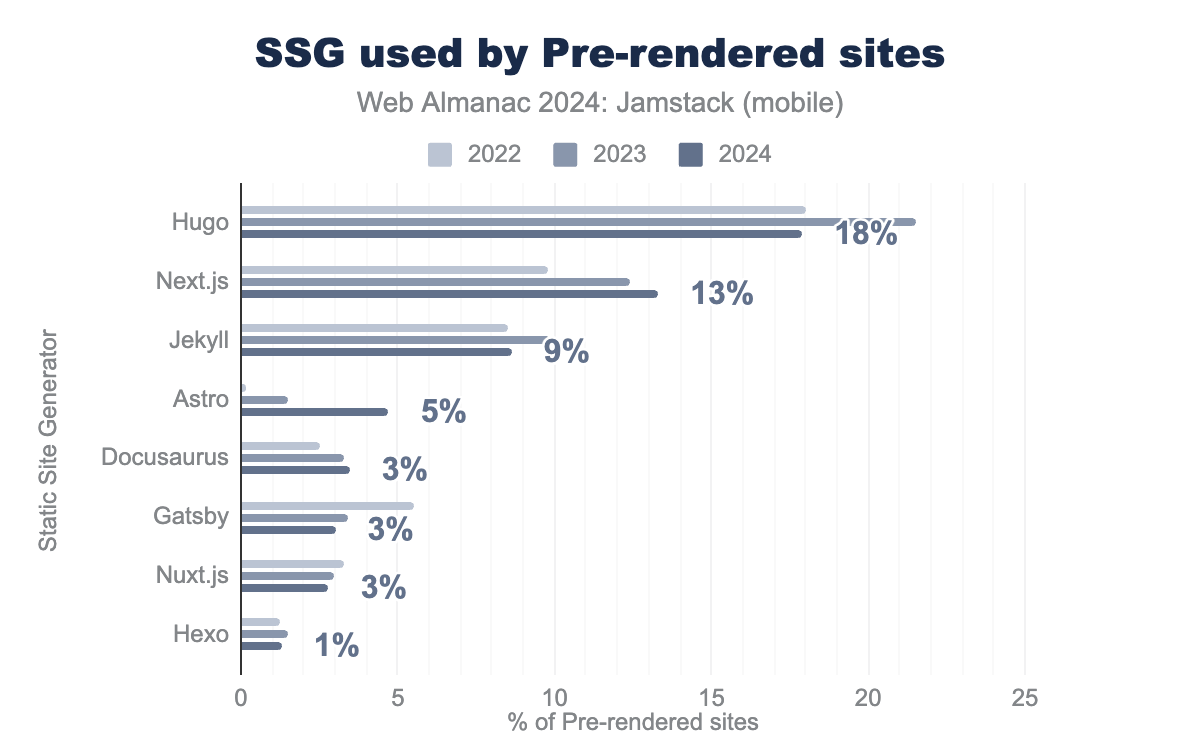 SSG used by Pre-rendered sites
Web Almanac 2024: Jamstack (mobile)
2022 2023 2024
Static Site Generator
Hugo 18%
Next.js 13%
Jekyll 9%
Astro 5%
Docusaurus 3%
Gatsby 3%
Nuxt.js 3%
Hexo 1%
0 5 10 15 20 25
% of Pre-rendered sites